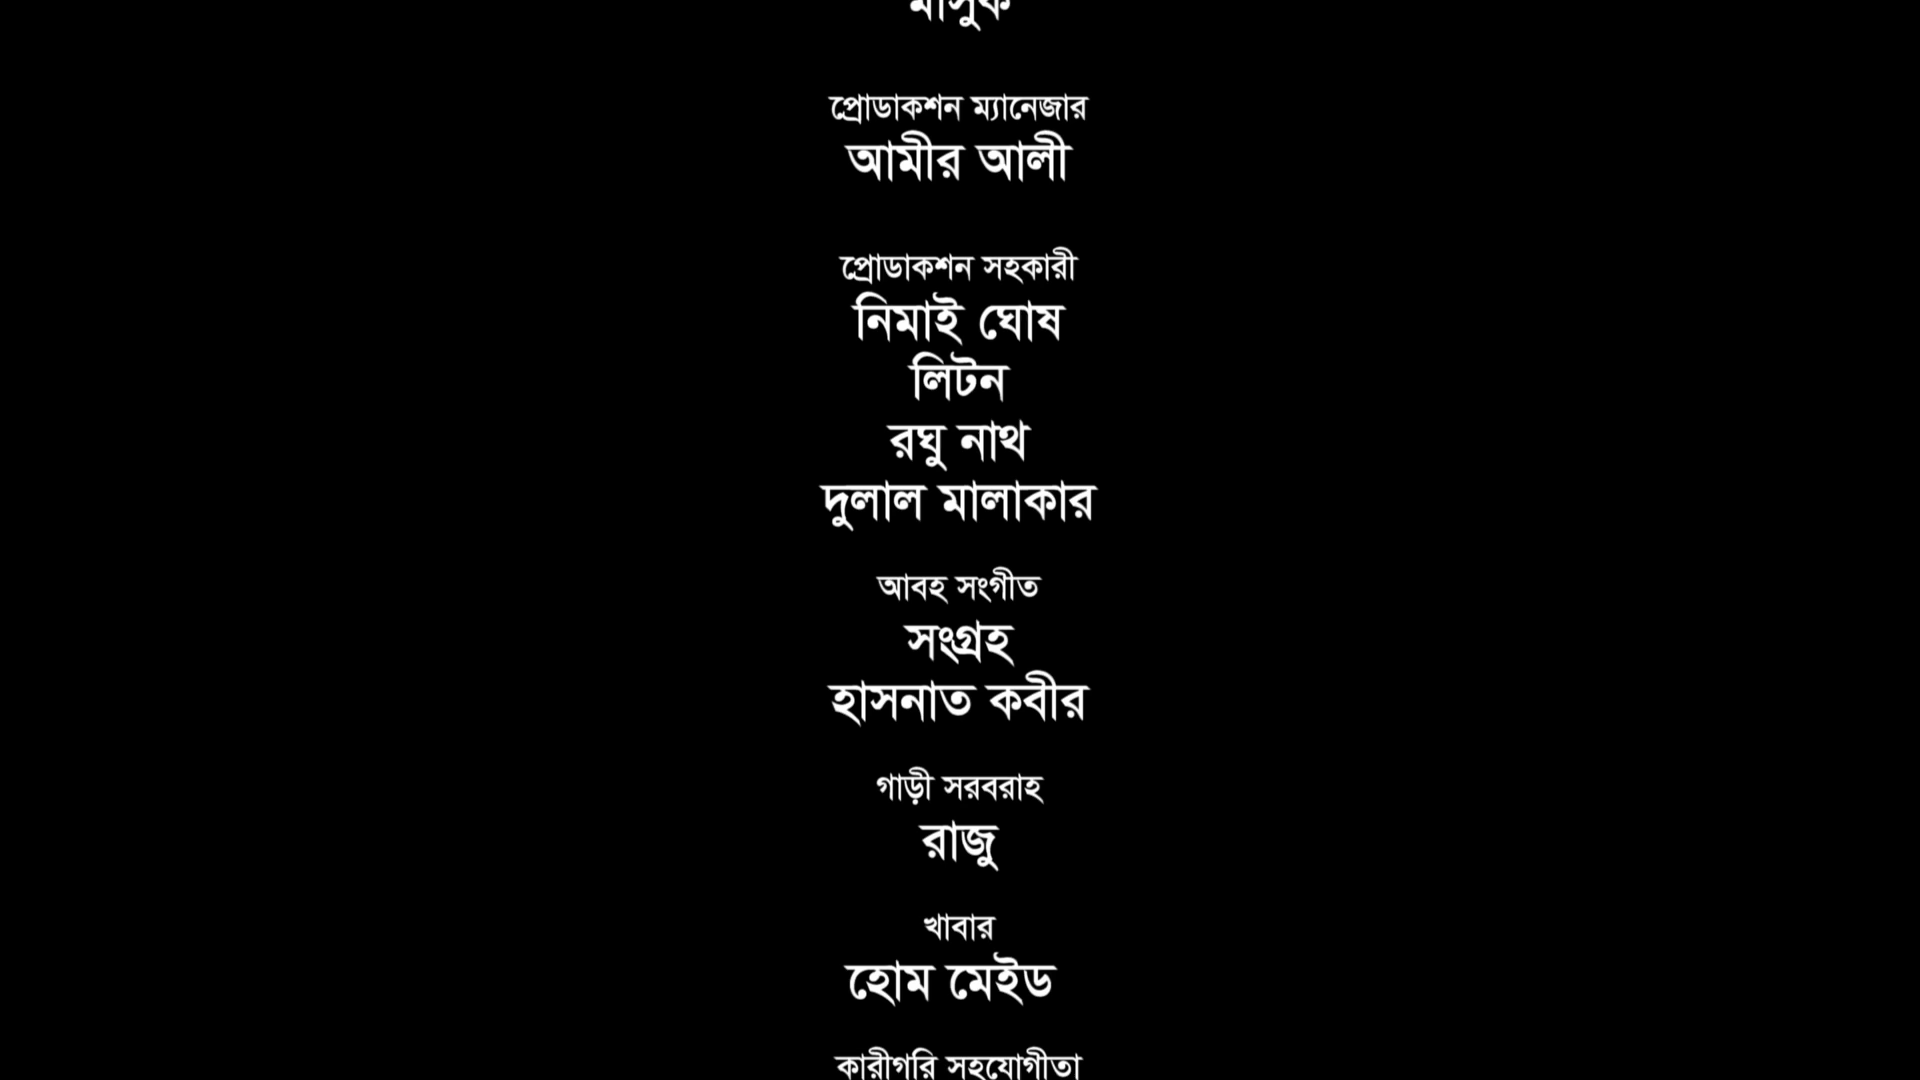 মাসুক
প্রোডাকশন ম্যানেজার
আমীর আলী
প্রোডাকশন সহকারী
নিমাই ঘোষ
লিটন
রঘু নাথ
দুলাল মালাকার
আবহ সংগীত
সংগ্রহ
হাসনাত কবীর
গাড়ী সরবরাহ
রাজু
খাবার
হোম মেইড
কারীগরি সহযোগীতা